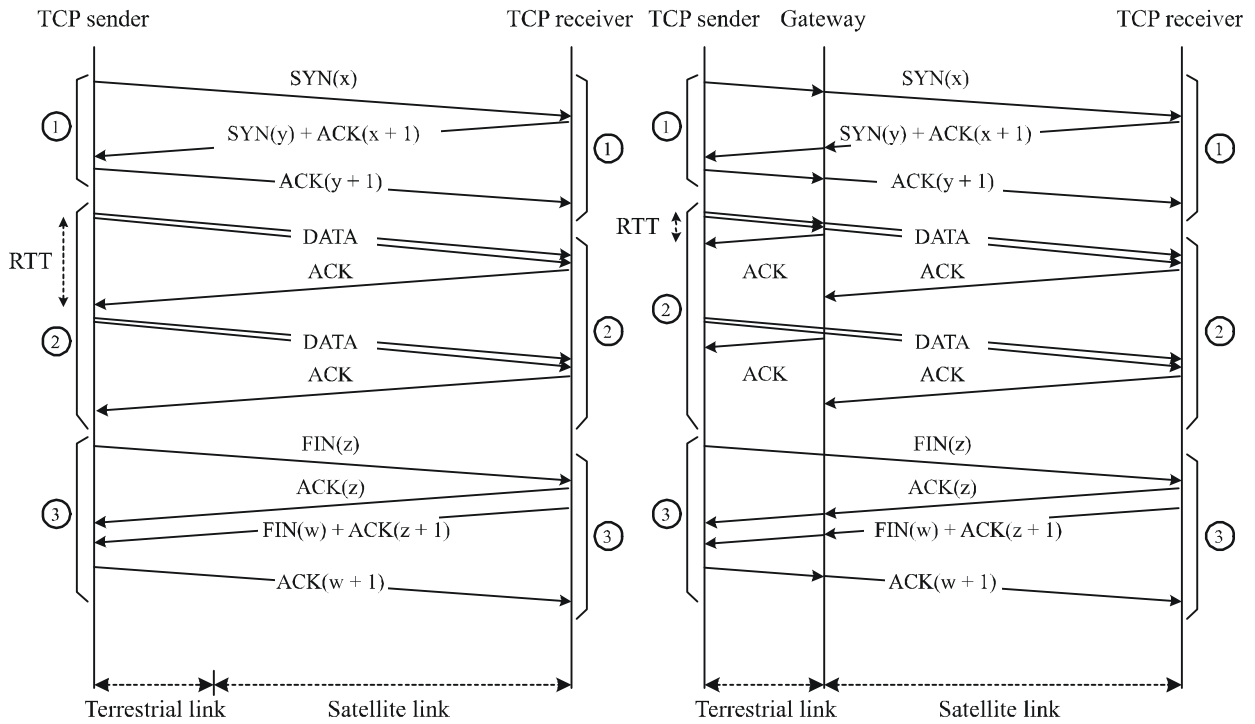 TCP sender
TCP receiver
SYN(x)
1
SYN(y) + ACK(x + 1)
1
ACK(y + 1)
RTT
DATA
ACK
2
DATA
2
ACK
FIN(z)
ACK(z)
3
FIN(w) + ACK(z + 1)
3
ACK(w + 1)
Terrestrial link
Satellite link
TCP sender
Gateway
TCP receiver
SYN(x)
1
SYN(y) + ACK(x + 1)
1
ACK(y + 1)
RTT
DATA
ACK
ACK
2
DATA
2
ACK
ACK
FIN(z)
ACK(z)
3
FIN(w) + ACK(z + 1)
3
ACK(w + 1)
Terrestrial link
Satellite link